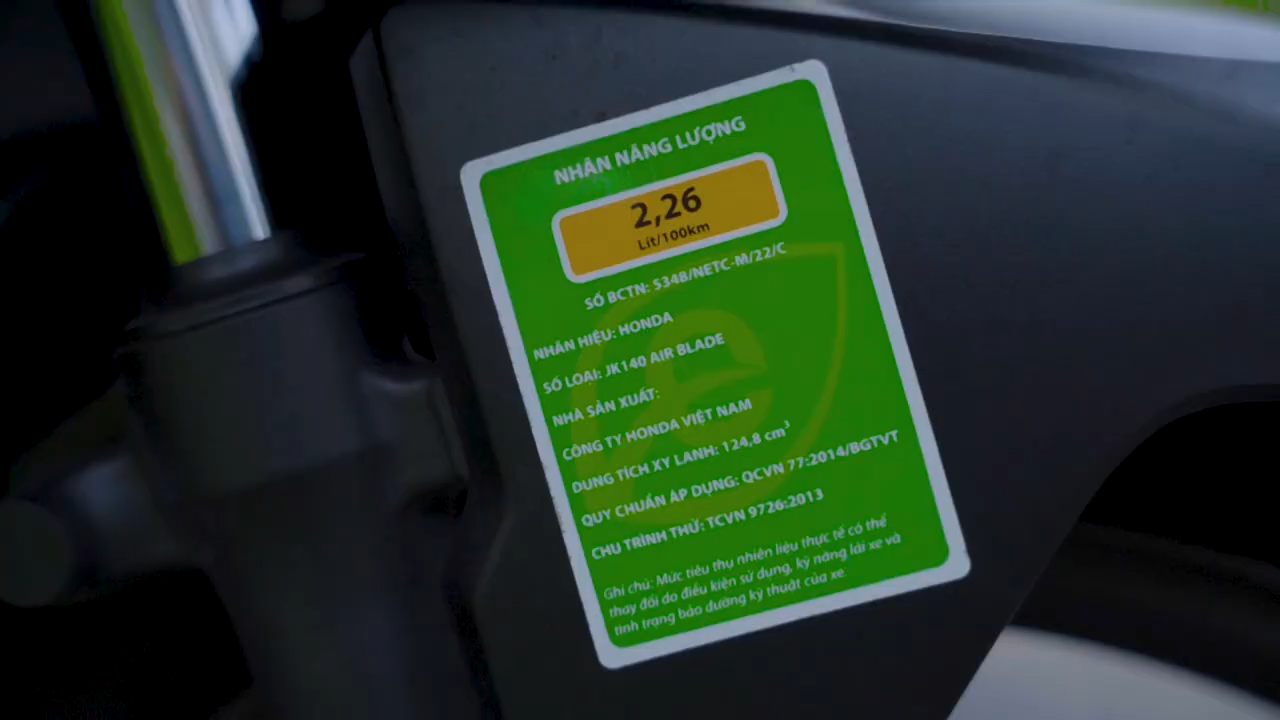 NHÃN NĂNG LƯỢNG
2,26
Lít/100km
SỐ BCTN: 5348/NETC-M/22/C
NHÃN HIỆU: HONDA
SỐ LOẠI: JK140 AIR BLADE
NHÀ SẢN XUẤT:
CÔNG TY HONDA VIỆT NAM
DUNG TÍCH XY LANH: 124,8 cm³
QUY CHUẨN ÁP DỤNG: QCVN 77:2014/BGTVT
CHU TRÌNH THỬ: TCVN 9726:2013
Ghi chú: Mức tiêu thụ nhiên liệu thực tế có thể
thay đổi do điều kiện sử dụng, kỹ năng lái xe và
tình trạng bảo dưỡng kỹ thuật của xe.